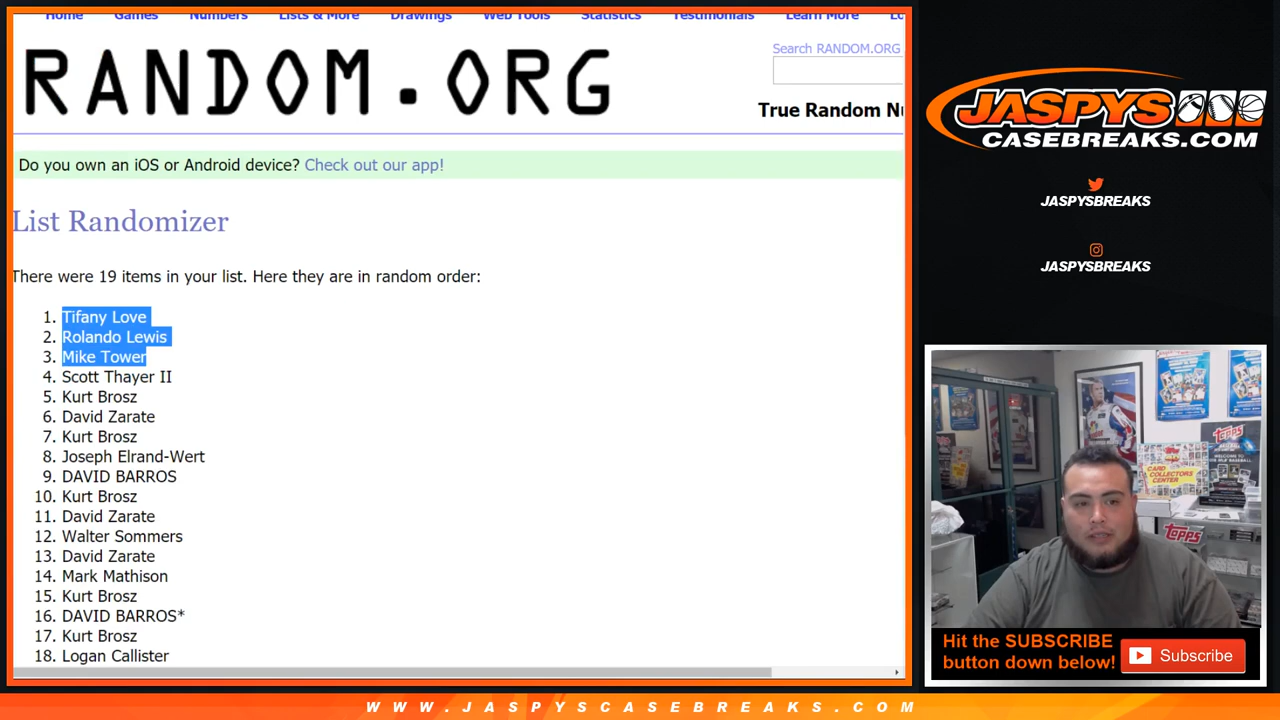 Home Games Numbers Lists & More Drawings Web Tools Statistics Testimonials Learn More
RANDOM.ORG
Search RANDOM.ORG
True Random
Do you own an iOS or Android device? Check out our app!
List Randomizer
There were 19 items in your list. Here they are in random order:
1. Tifany Love
2. Rolando Lewis
3. Mike Tower
4. Scott Thayer II
5. Kurt Brosz
6. David Zarate
7. Kurt Brosz
8. Joseph Elrand-Wert
9. DAVID BARROS
10. Kurt Brosz
11. David Zarate
12. Walter Sommers
13. David Zarate
14. Mark Mathison
15. Kurt Brosz
16. DAVID BARROS*
17. Kurt Brosz
18. Logan Callister
JASPYS
CASEBREAKS.COM
JASPYSBREAKS
JASPYSBREAKS
CARD
COLLECTORS
CENTER
TOPPS
TOPPS
Hit the SUBSCRIBE
button down below!
Subscribe
WWW.JASPYSCASEBREAKS.COM